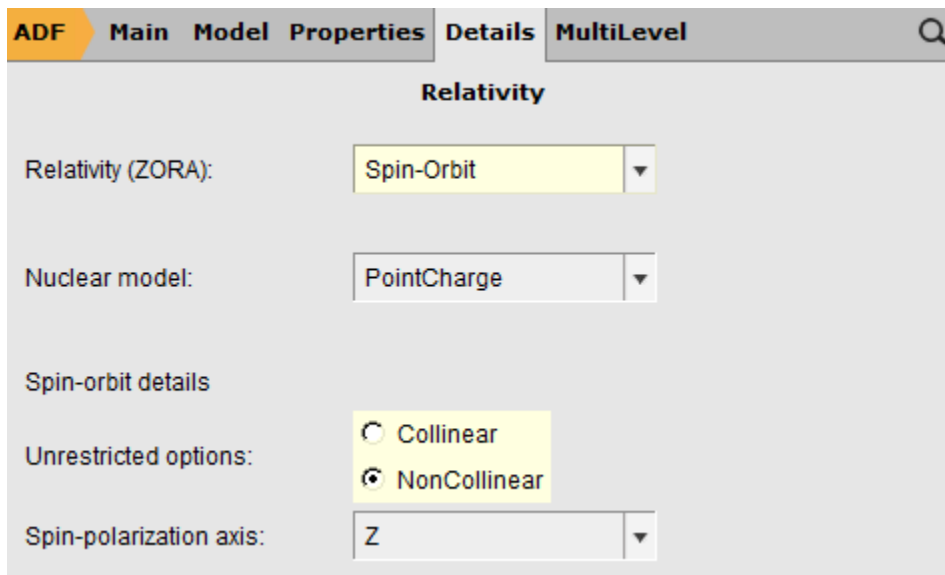 ADF Main Model Properties Details MultiLevel
Relativity
Relativity (ZORA): Spin-Orbit
Nuclear model: PointCharge
Spin-orbit details
Unrestricted options: Collinear
NonCollinear
Spin-polarization axis: Z